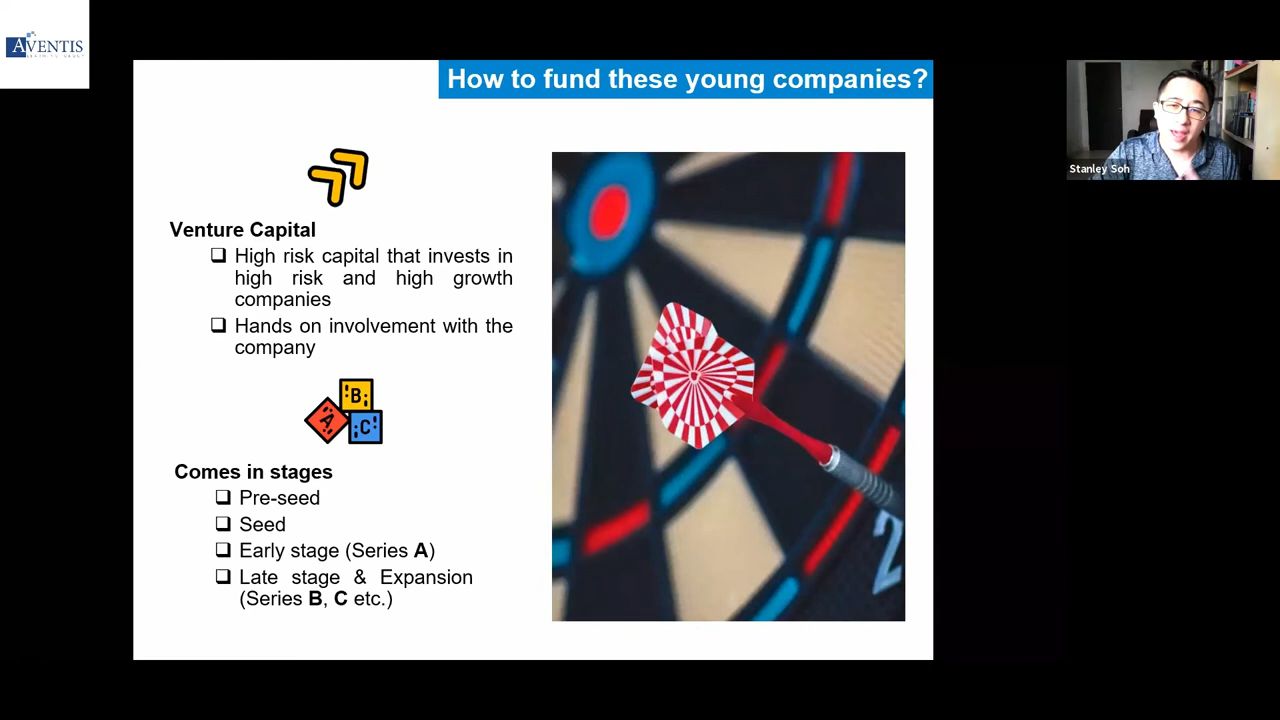 AVENTIS
How to fund these young companies?
Stanley Soh
Venture Capital
High risk capital that invests in
high risk and high growth
companies
Hands on involvement with the
company
B
A
C
Comes in stages
Pre-seed
Seed
Early stage (Series A)
Late stage & Expansion
(Series B, C etc.)
2